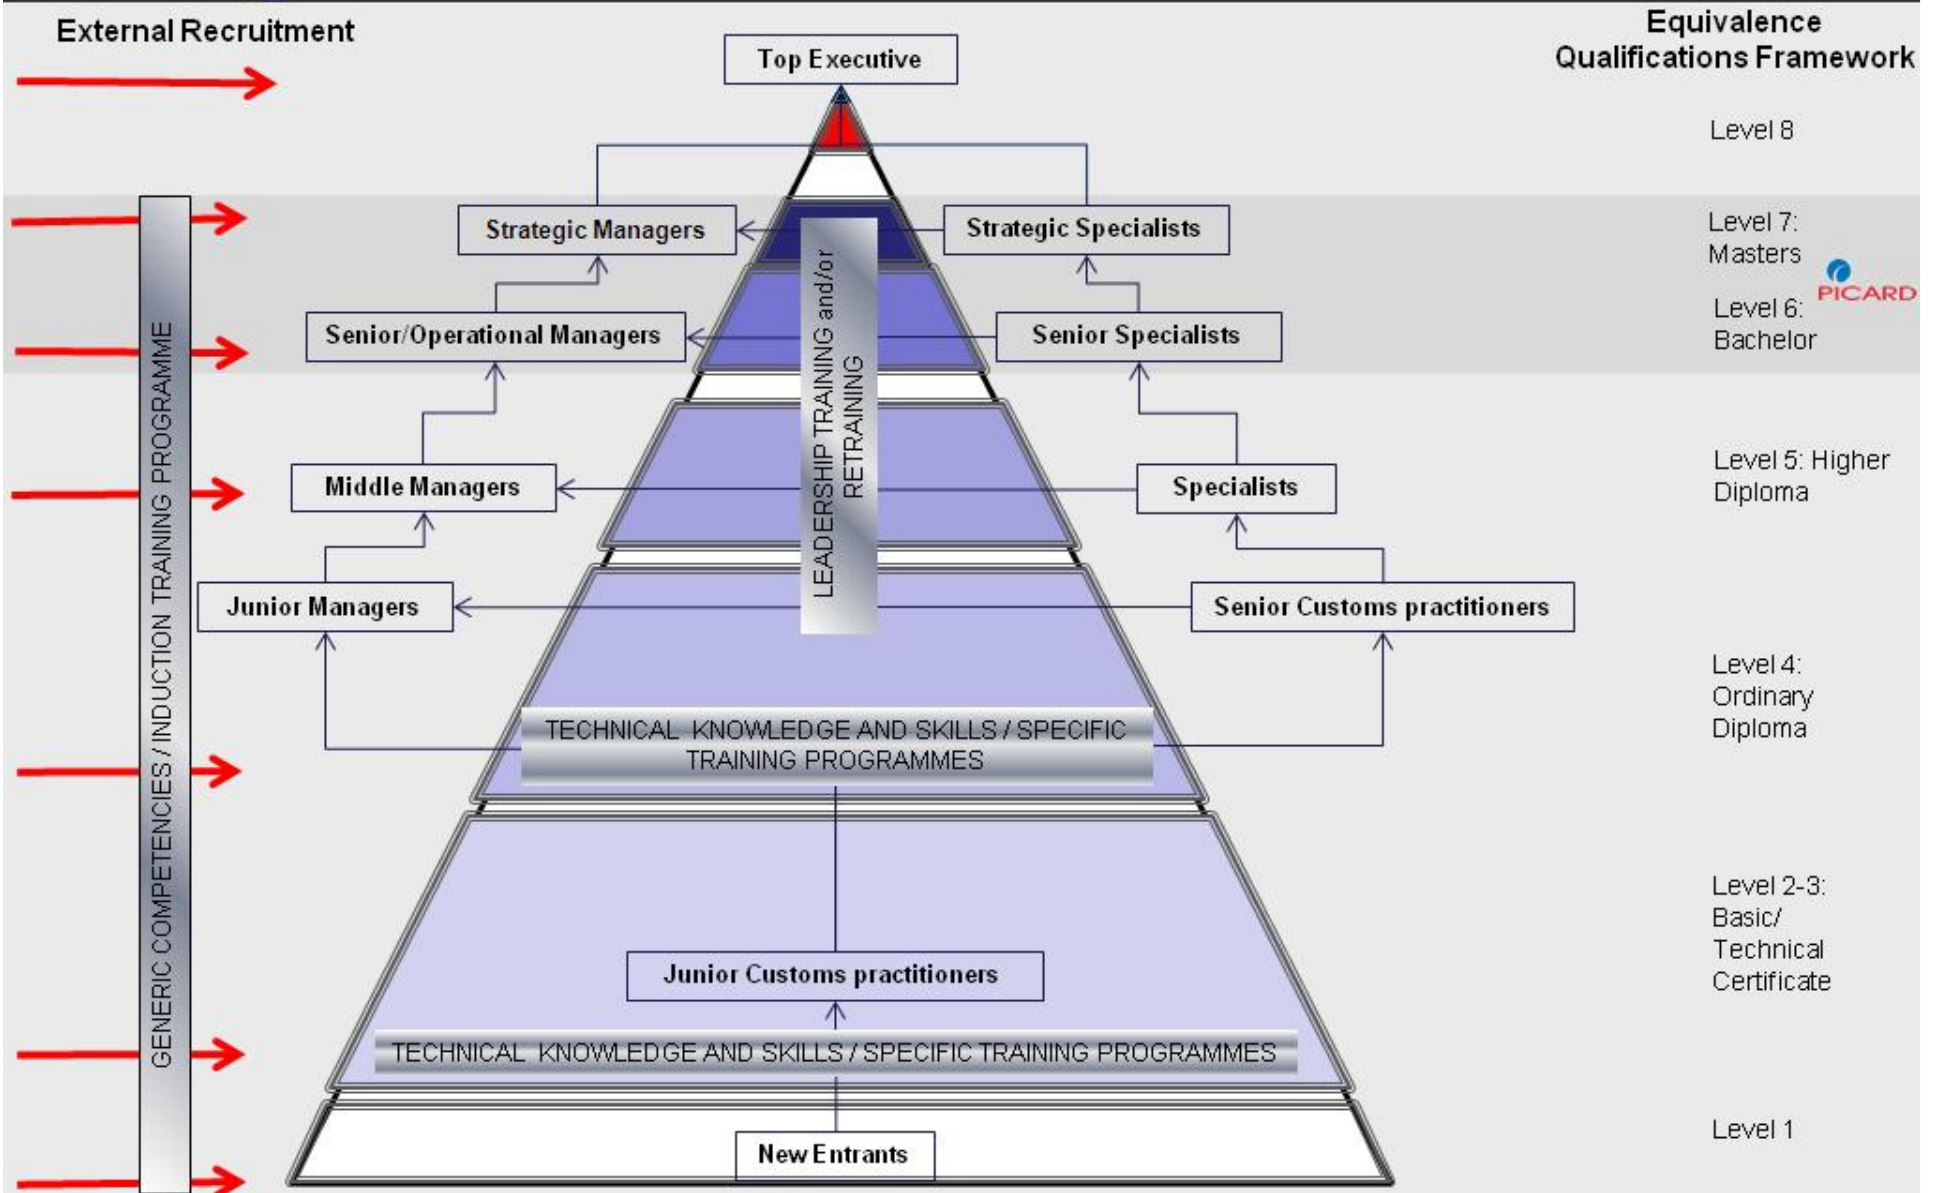 External Recruitment
Equivalence
Qualifications Framework
Top Executive
Level 8
Strategic Managers
Strategic Specialists
Level 7:
Masters
PICARD
Senior/Operational Managers
Senior Specialists
Level 6:
Bachelor
GENERIC COMPETENCIES / INDUCTION TRAINING PROGRAMME
LEADERSHIP TRAINING and/or
RETRAINING
Middle Managers
Specialists
Level 5: Higher
Diploma
Junior Managers
Senior Customs practitioners
Level 4:
Ordinary
Diploma
TECHNICAL KNOWLEDGE AND SKILLS / SPECIFIC
TRAINING PROGRAMMES
Level 2-3:
Basic/
Technical
Certificate
Junior Customs practitioners
TECHNICAL KNOWLEDGE AND SKILLS / SPECIFIC TRAINING PROGRAMMES
Level 1
New Entrants